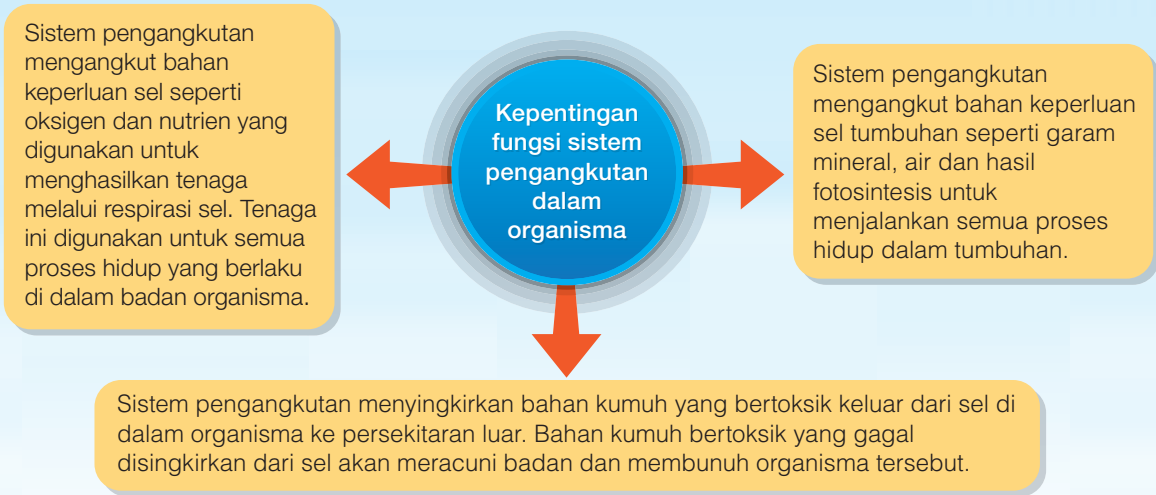 Sistem pengangkutan
mengangkut bahan
keperluan sel seperti
oksigen dan nutrien yang
digunakan untuk
menghasilkan tenaga
melalui respirasi sel. Tenaga
ini digunakan untuk semua
proses hidup yang berlaku
di dalam badan organisma.
Kepentingan
fungsi sistem
pengangkutan
dalam
organisma
Sistem pengangkutan
mengangkut bahan keperluan
sel tumbuhan seperti garam
mineral, air dan hasil
fotosintesis untuk
menjalankan semua proses
hidup dalam tumbuhan.
Sistem pengangkutan menyingkirkan bahan kumuh yang bertoksik keluar dari sel di
dalam organisma ke persekitaran luar. Bahan kumuh bertoksik yang gagal
disingkirkan dari sel akan meracuni badan dan membunuh organisma tersebut.